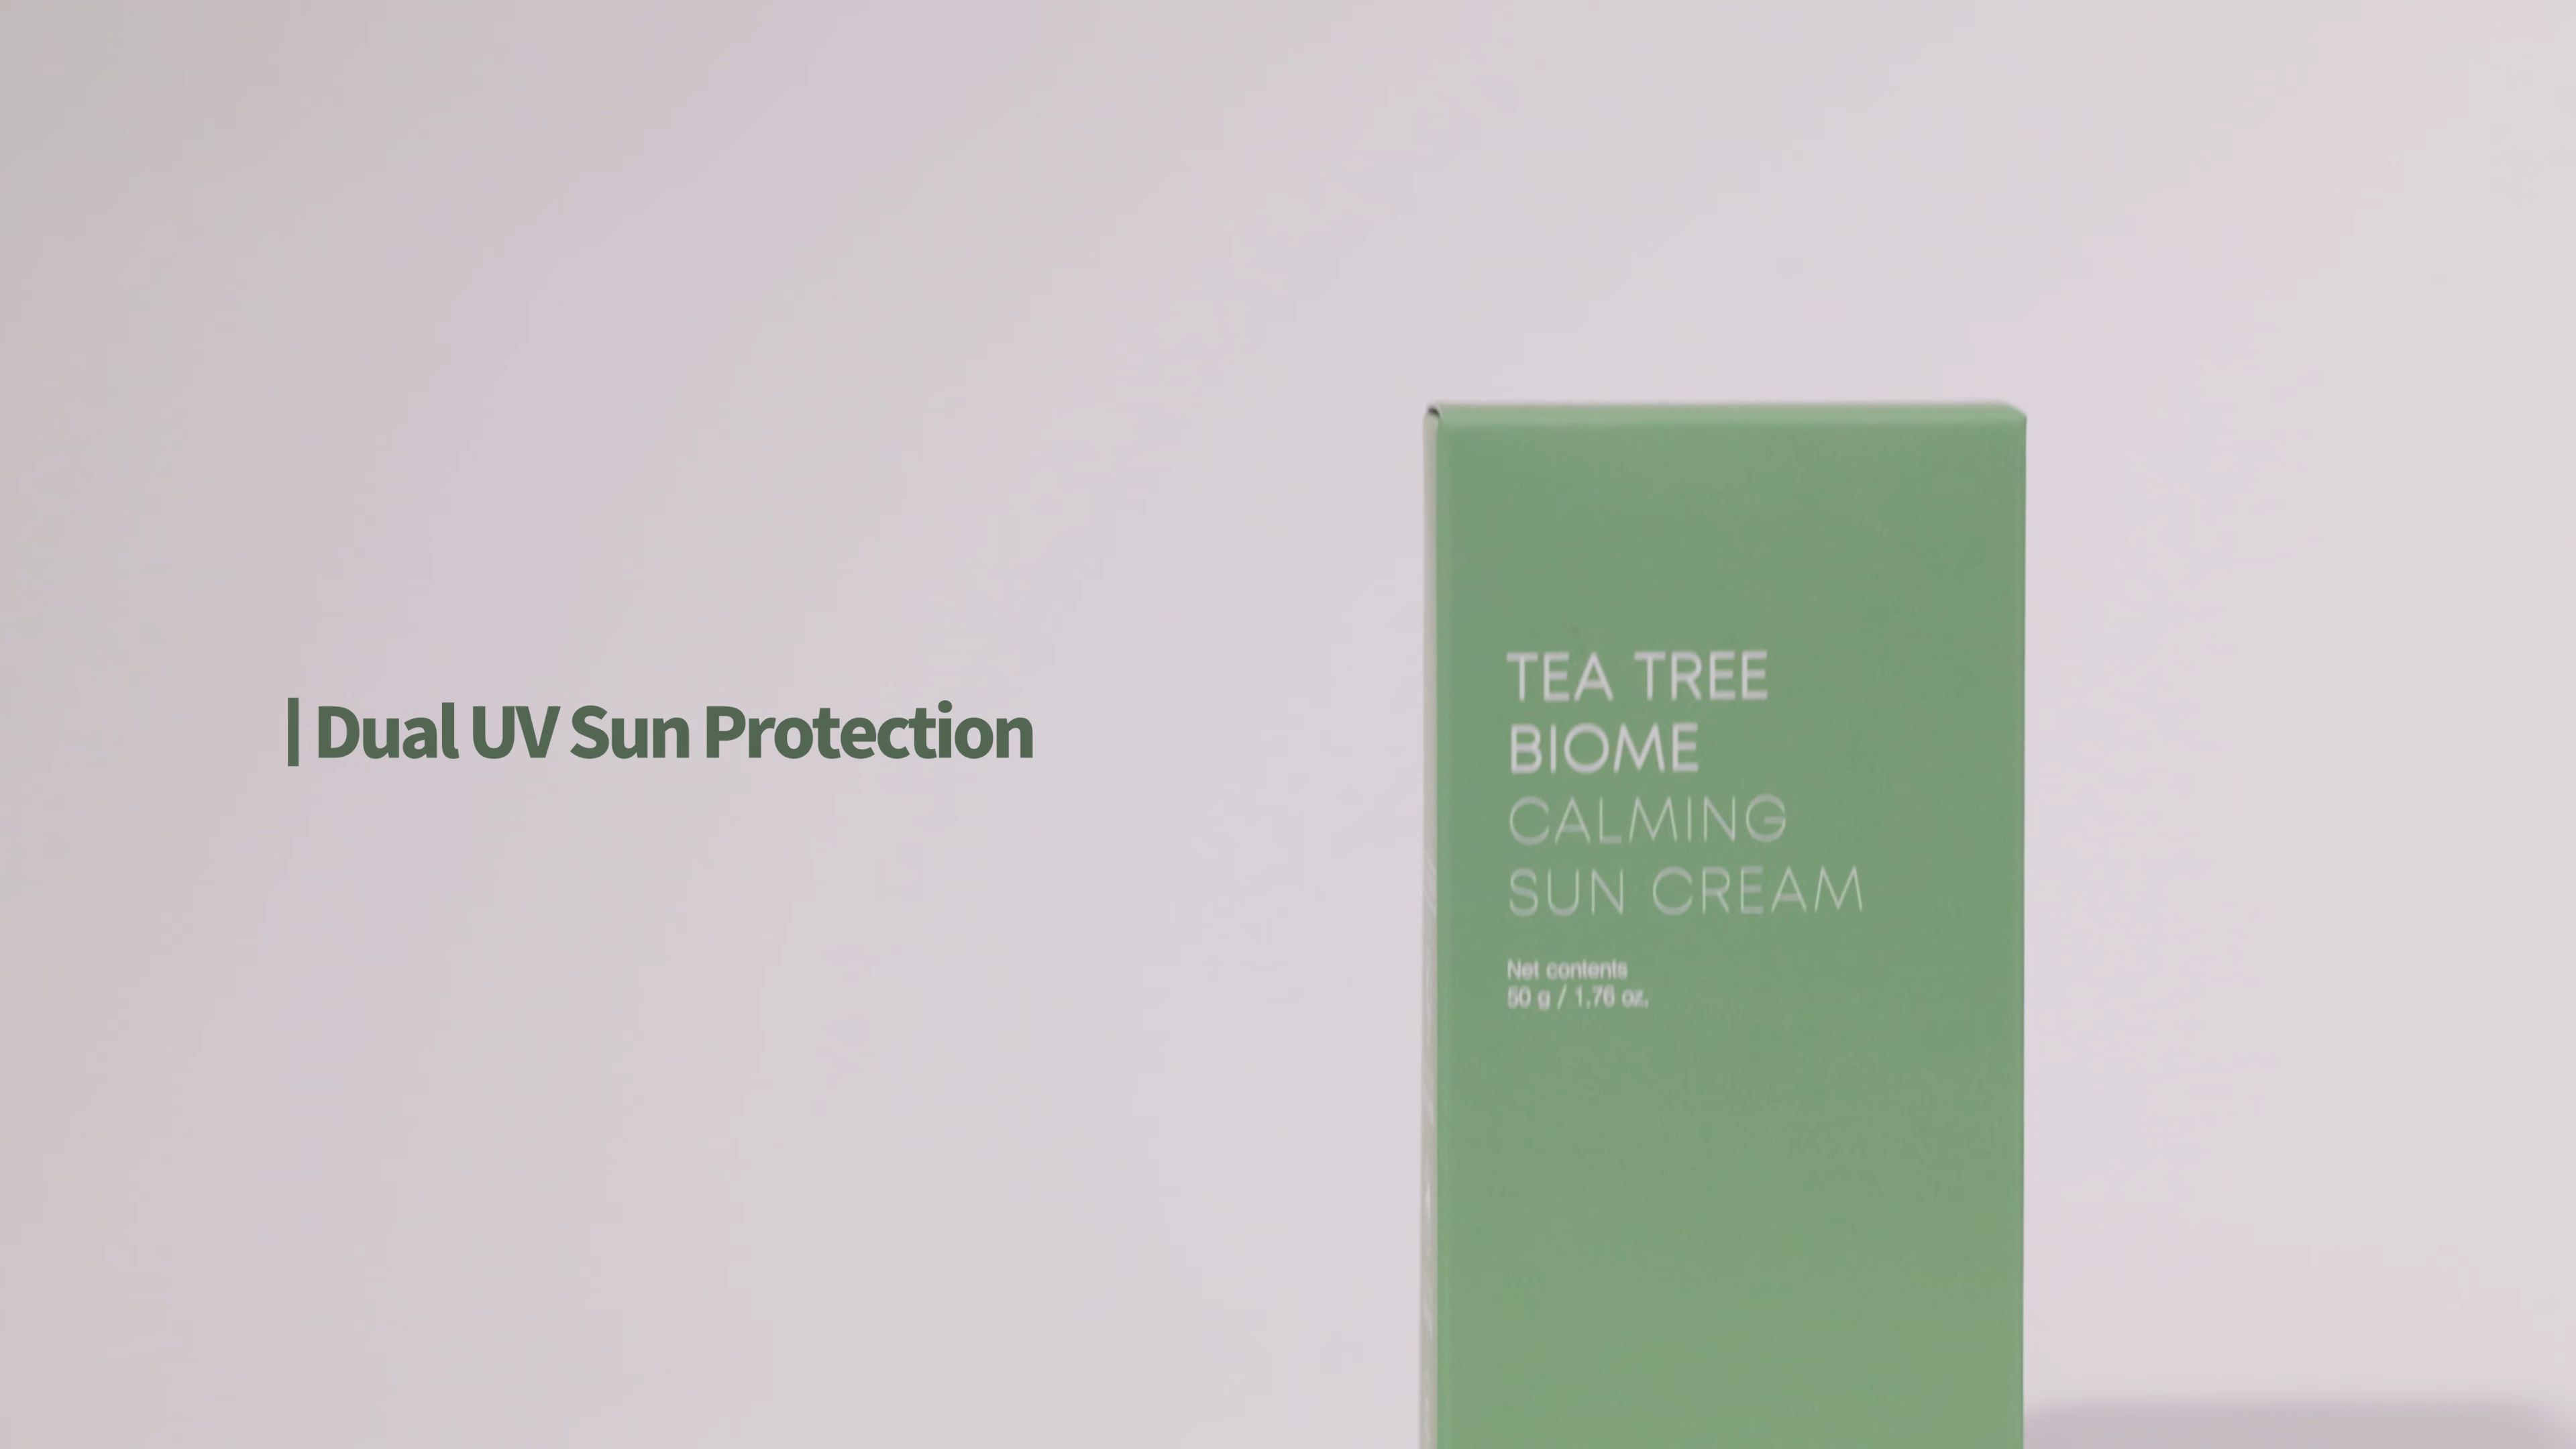 | Dual UV Sun Protection
TEA TREE
BIOME
CALMING
SUN CREAM
Net contents
50 g / 1.76 oz.